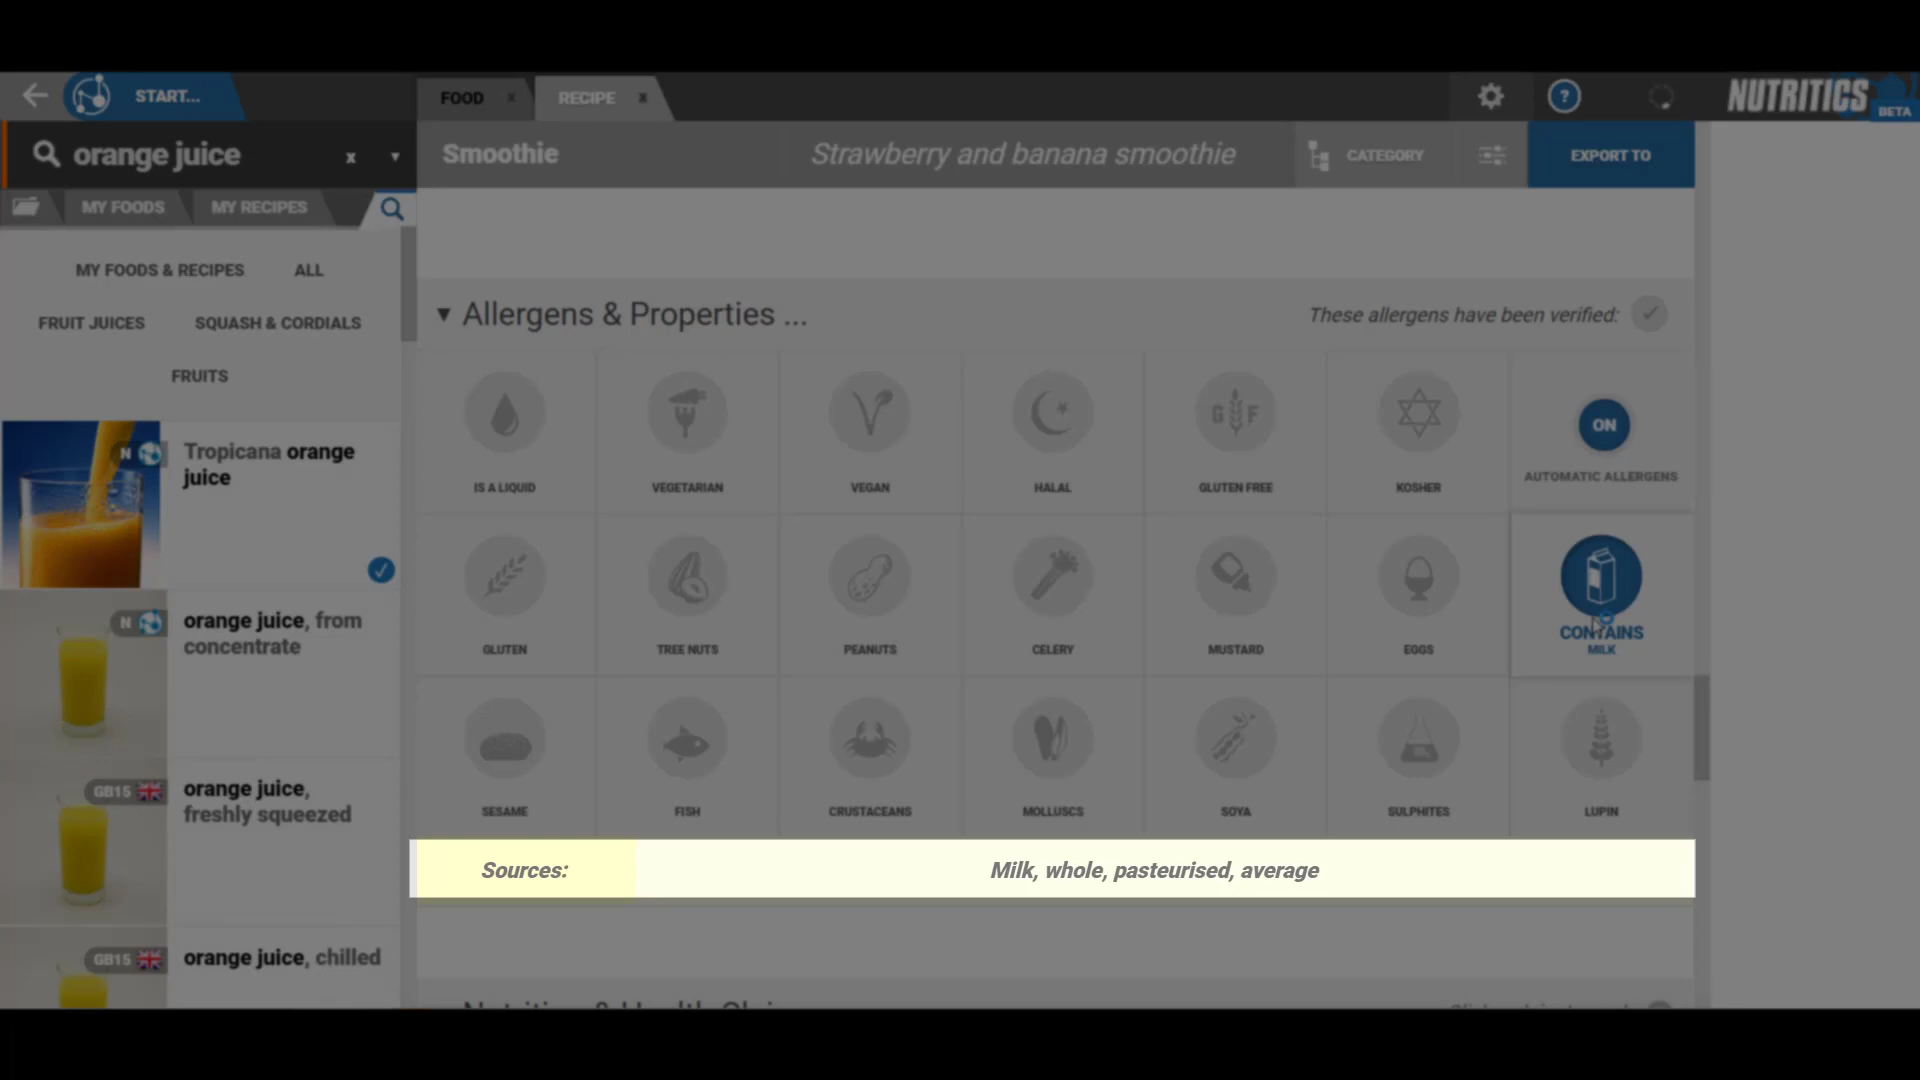 START...
FOOD x
RECIPE x
?
NUTRITICS
BETA
orange juice x
Smoothie
Strawberry and banana smoothie
CATEGORY
EXPORT TO
MY FOODS
MY RECIPES
MY FOODS & RECIPES
ALL
FRUIT JUICES
SQUASH & CORDIALS
FRUITS
N
Tropicana orange
juice
N
orange juice, from
concentrate
GB15
orange juice,
freshly squeezed
GB15
orange juice, chilled
Allergens & Properties ...
These allergens have been verified:
G F
ON
IS A LIQUID
VEGETARIAN
VEGAN
HALAL
GLUTEN FREE
KOSHER
AUTOMATIC ALLERGENS
GLUTEN
TREE NUTS
PEANUTS
CELERY
MUSTARD
EGGS
CONTAINS
MILK
SESAME
FISH
CRUSTACEANS
MOLLUSCS
SOYA
SULPHITES
LUPIN
Sources:
Milk, whole, pasteurised, average